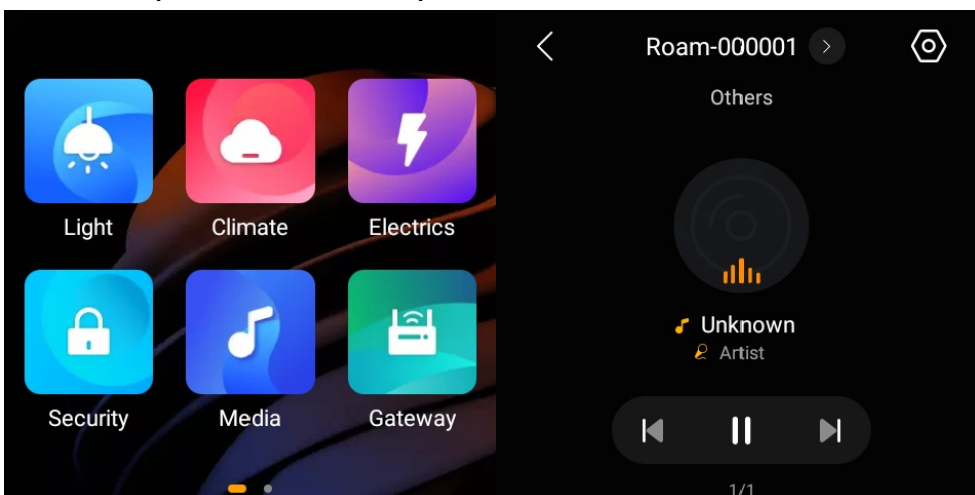 Light
Climate
Electrics
Security
Media
Gateway
Roam-000001
Others
Unknown
Artist
1/1